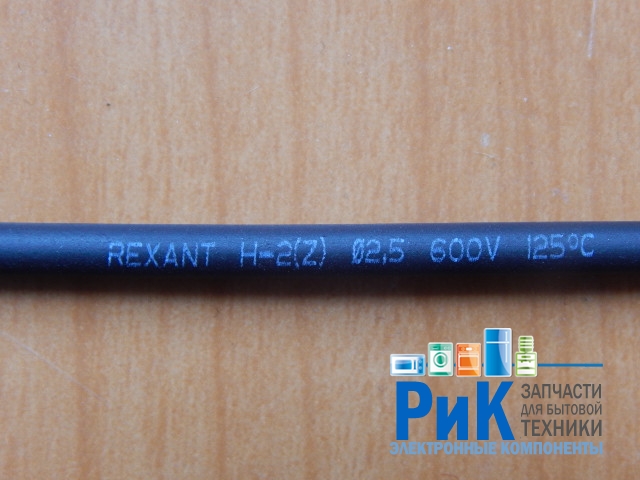 REXANT H-2(Z) Ø2,5 600V 125°C
РиК
ЗАПЧАСТИ
ДЛЯ БЫТОВОЙ
ТЕХНИКИ
ЭЛЕКТРОННЫЕ КОМПОНЕНТЫ